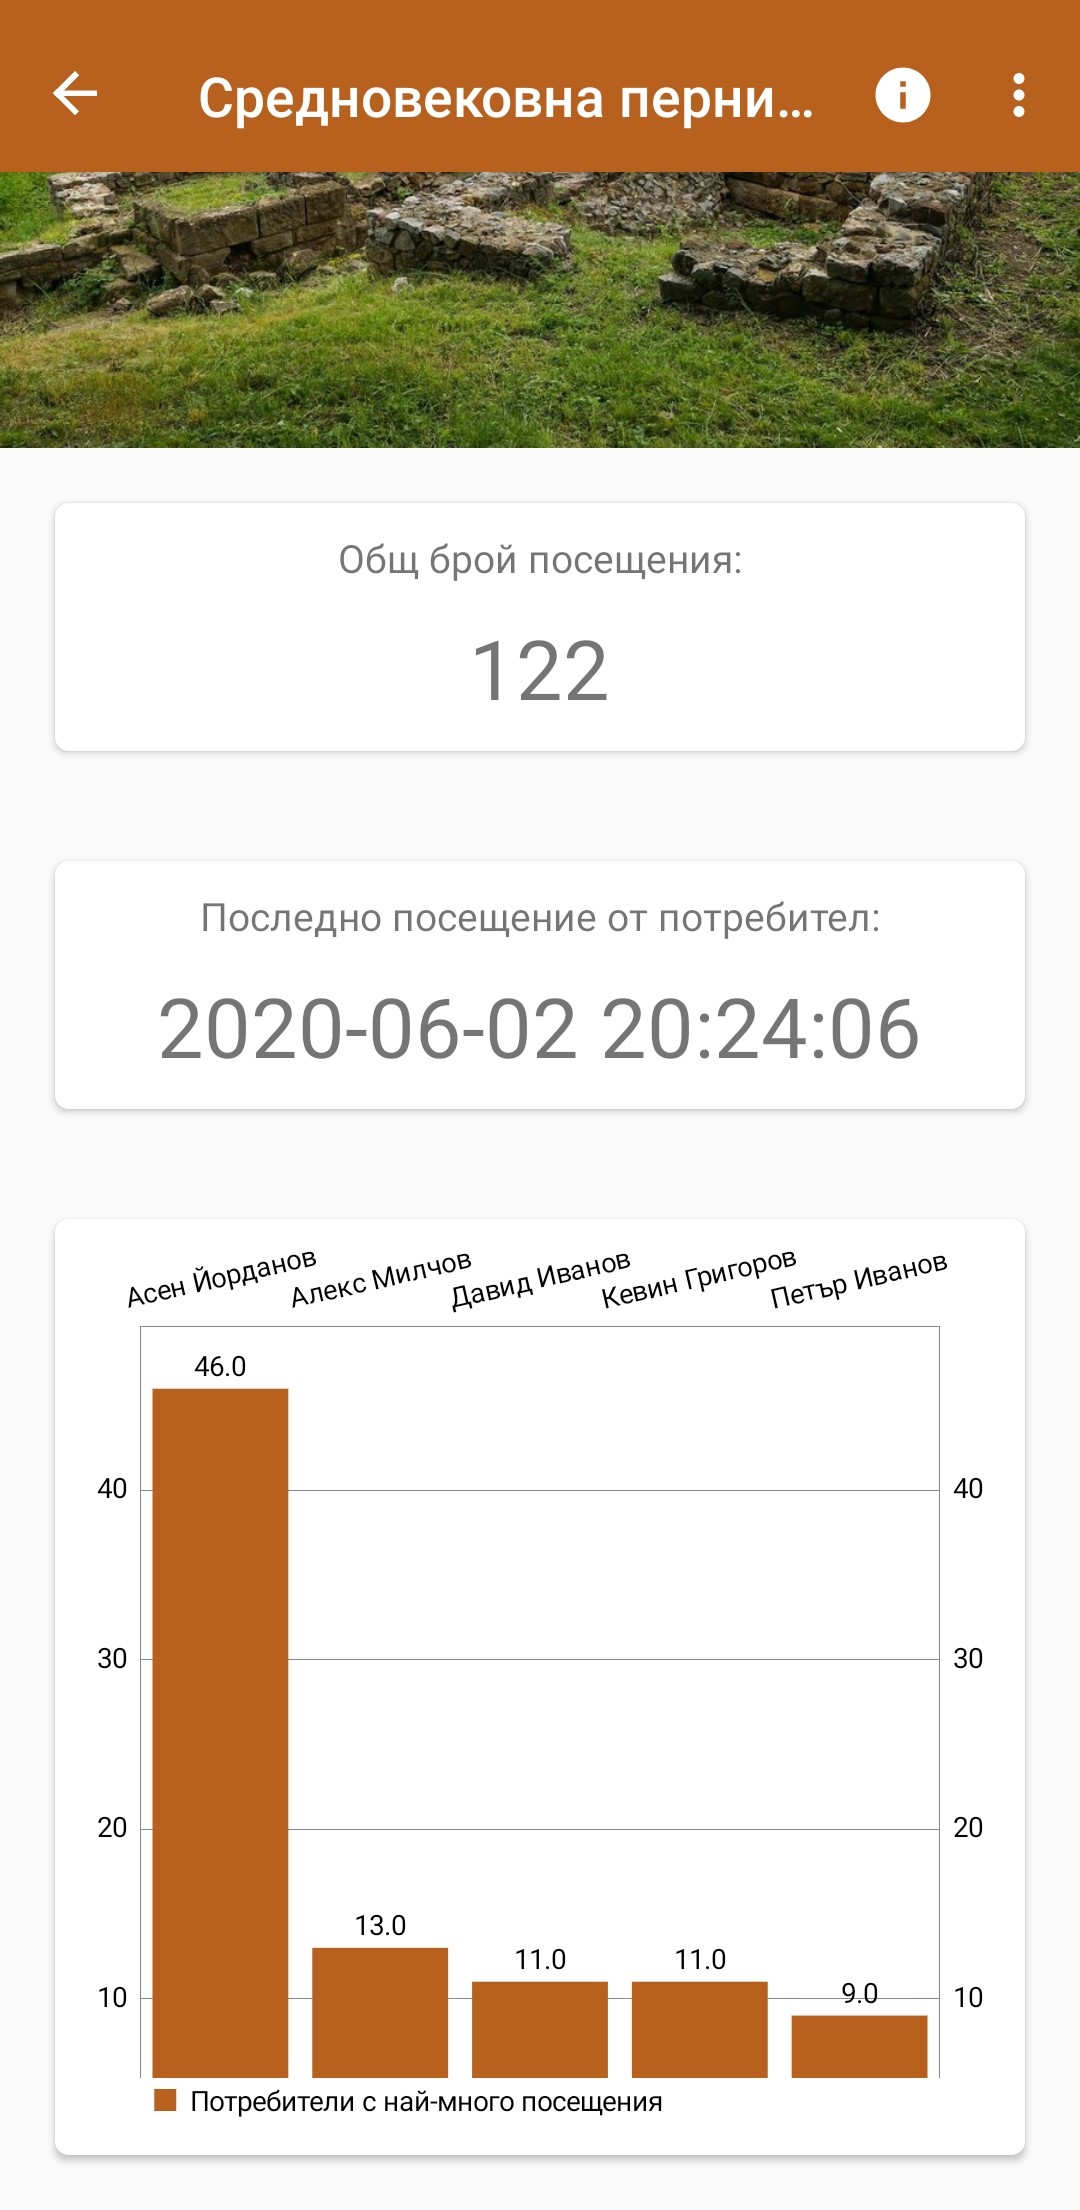 Средновековна перни...
Общ брой посещения:
122
Последно посещение от потребител:
2020-06-02 20:24:06
Асен Йорданов
Алекс Милчов
Давид Иванов
Кевин Григоров
Петър Иванов
46.0
40 40
30 30
20 20
13.0
11.0 11.0
9.0
10 10
Потребители с най-много посещения